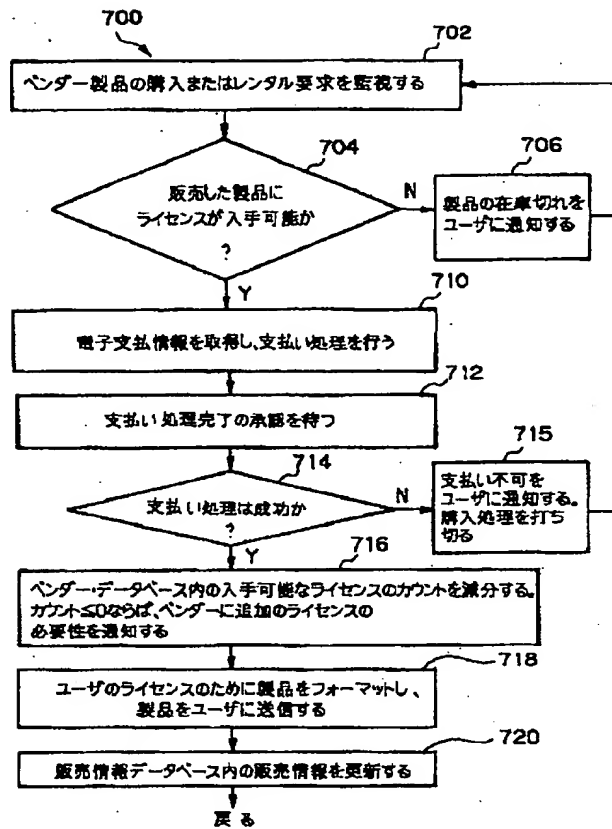 700
702
ベンダー製品の購入またはレンタル要求を監視する
704
販売した製品に
ライセンスが入手可能か
?
N
706
製品の在庫切れを
ユーザに通知する
Y
710
電子支払情報を取得し、支払い処理を行う
712
支払い処理完了の承認を待つ
714
支払い処理は成功か
?
N
715
支払い不可を
ユーザに通知する。
購入処理を打ち
切る
Y
716
ベンダー・データベース内の入手可能なライセンスのカウントを減分する。
カウント≤0ならば、ベンダーに追加のライセンスの
必要性を通知する
718
ユーザのライセンスのために製品をフォーマットし、
製品をユーザに送信する
720
販売情報データベース内の販売情報を更新する
戻る